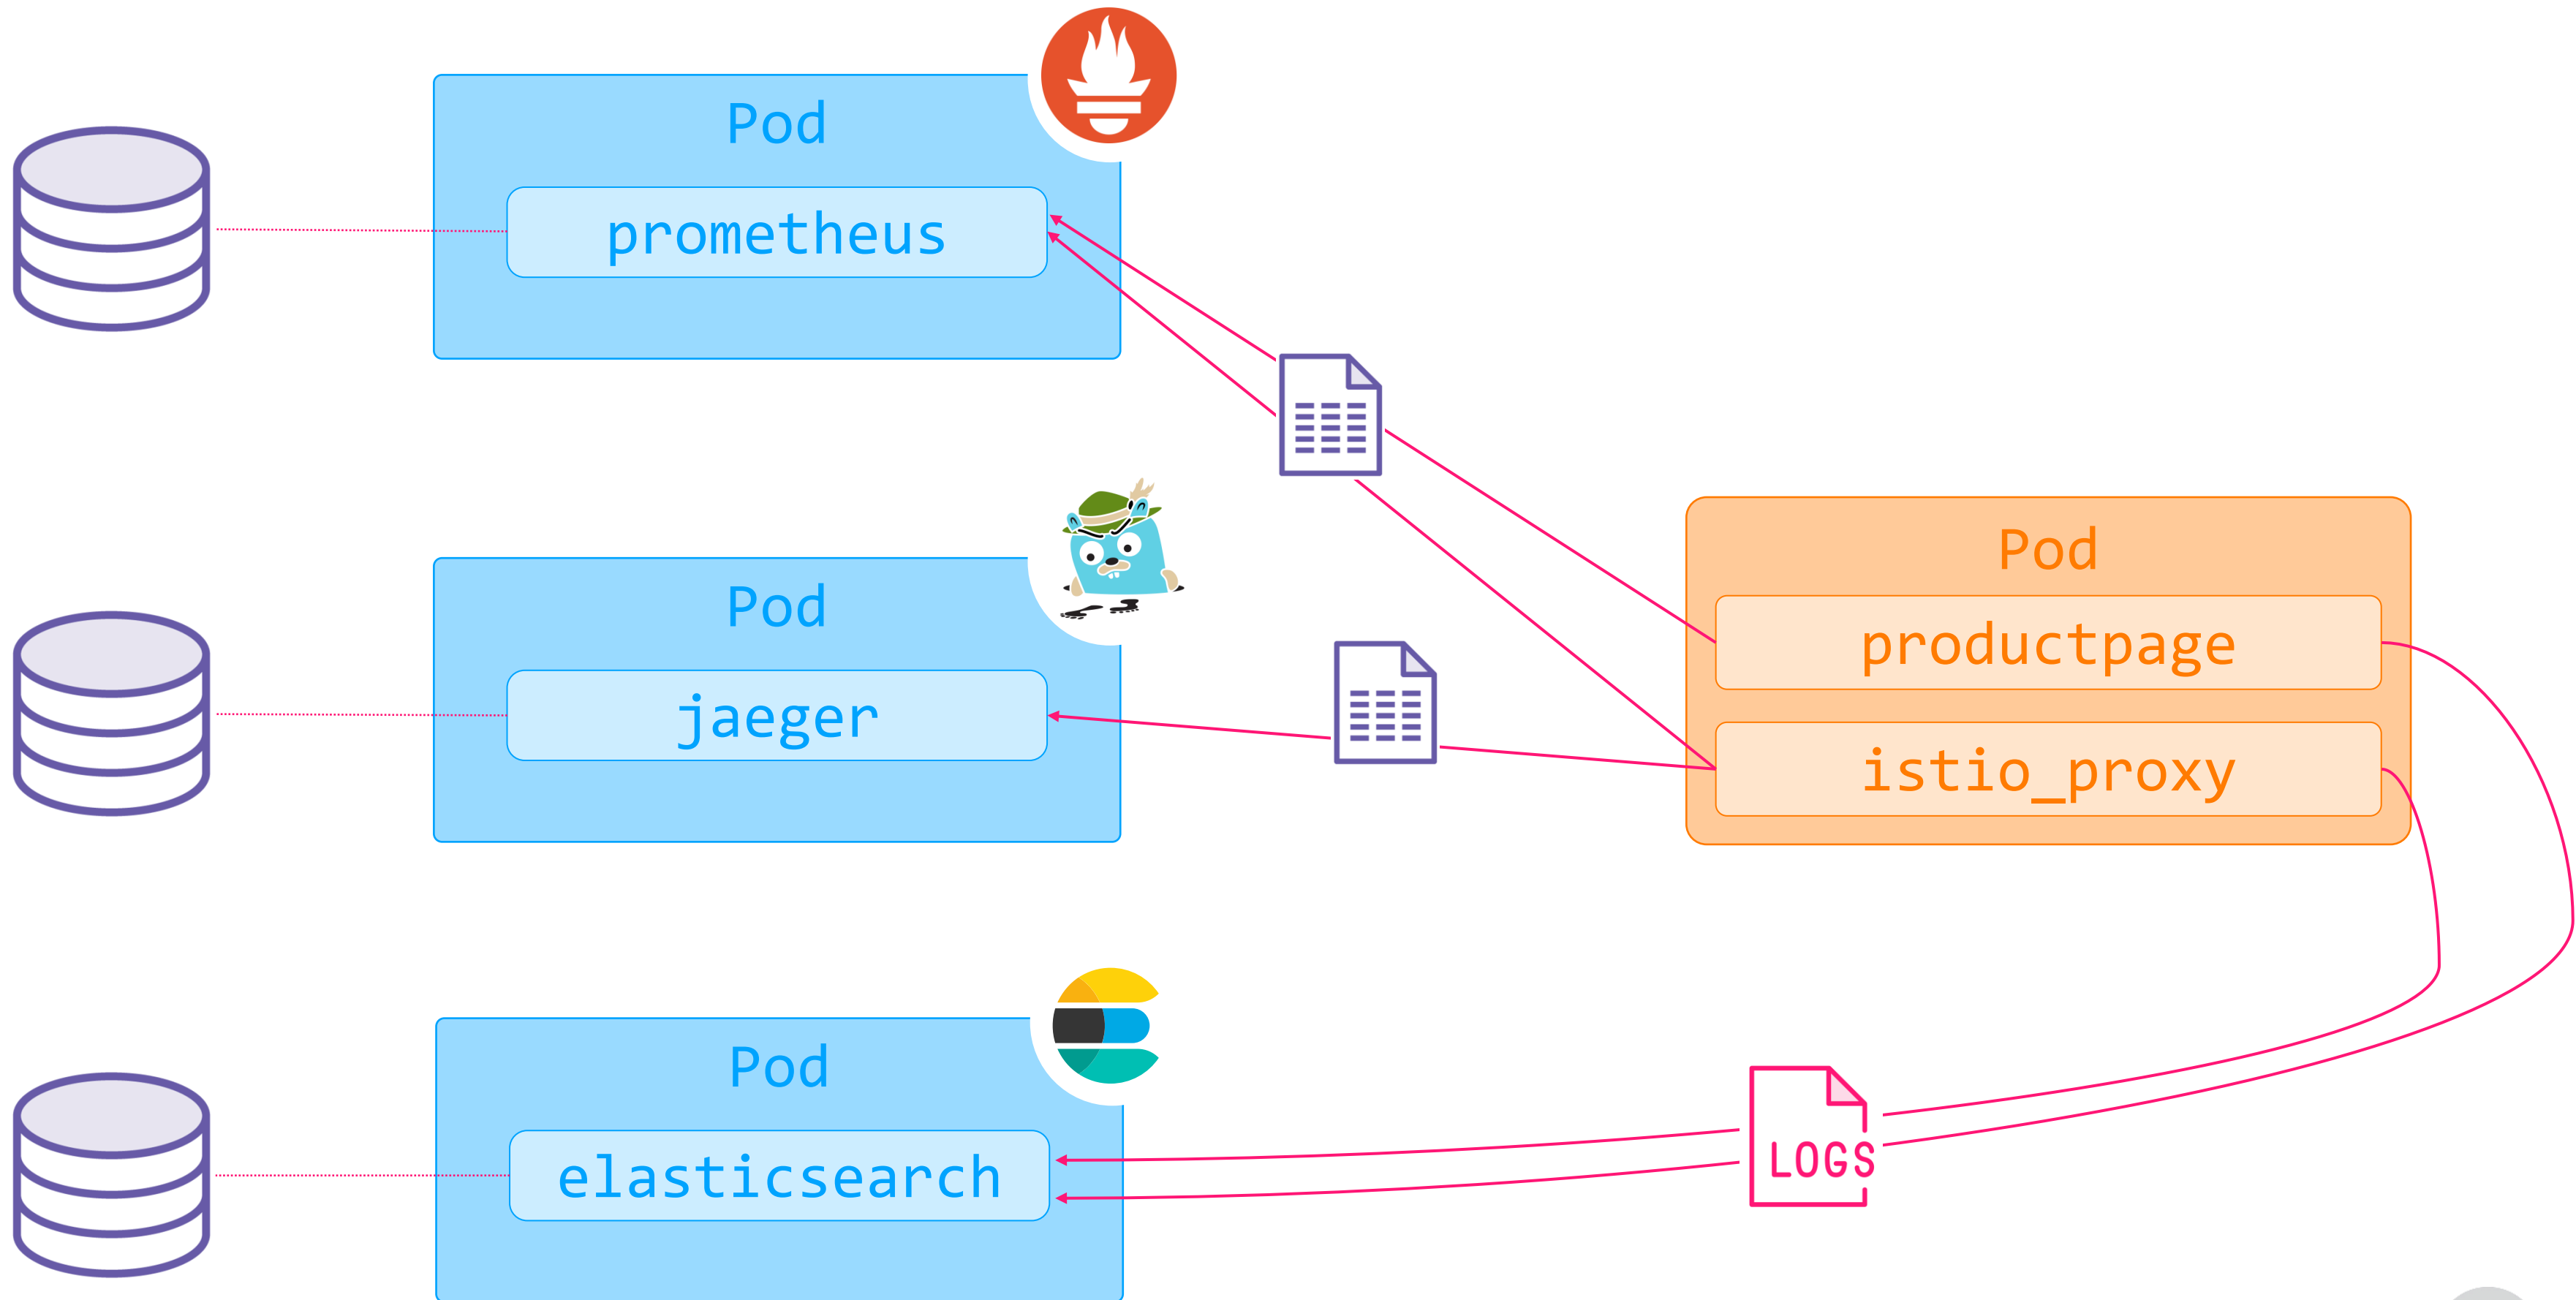 Pod
prometheus
Pod
jaeger
Pod
productpage
istio_proxy
Pod
elasticsearch
LOGS